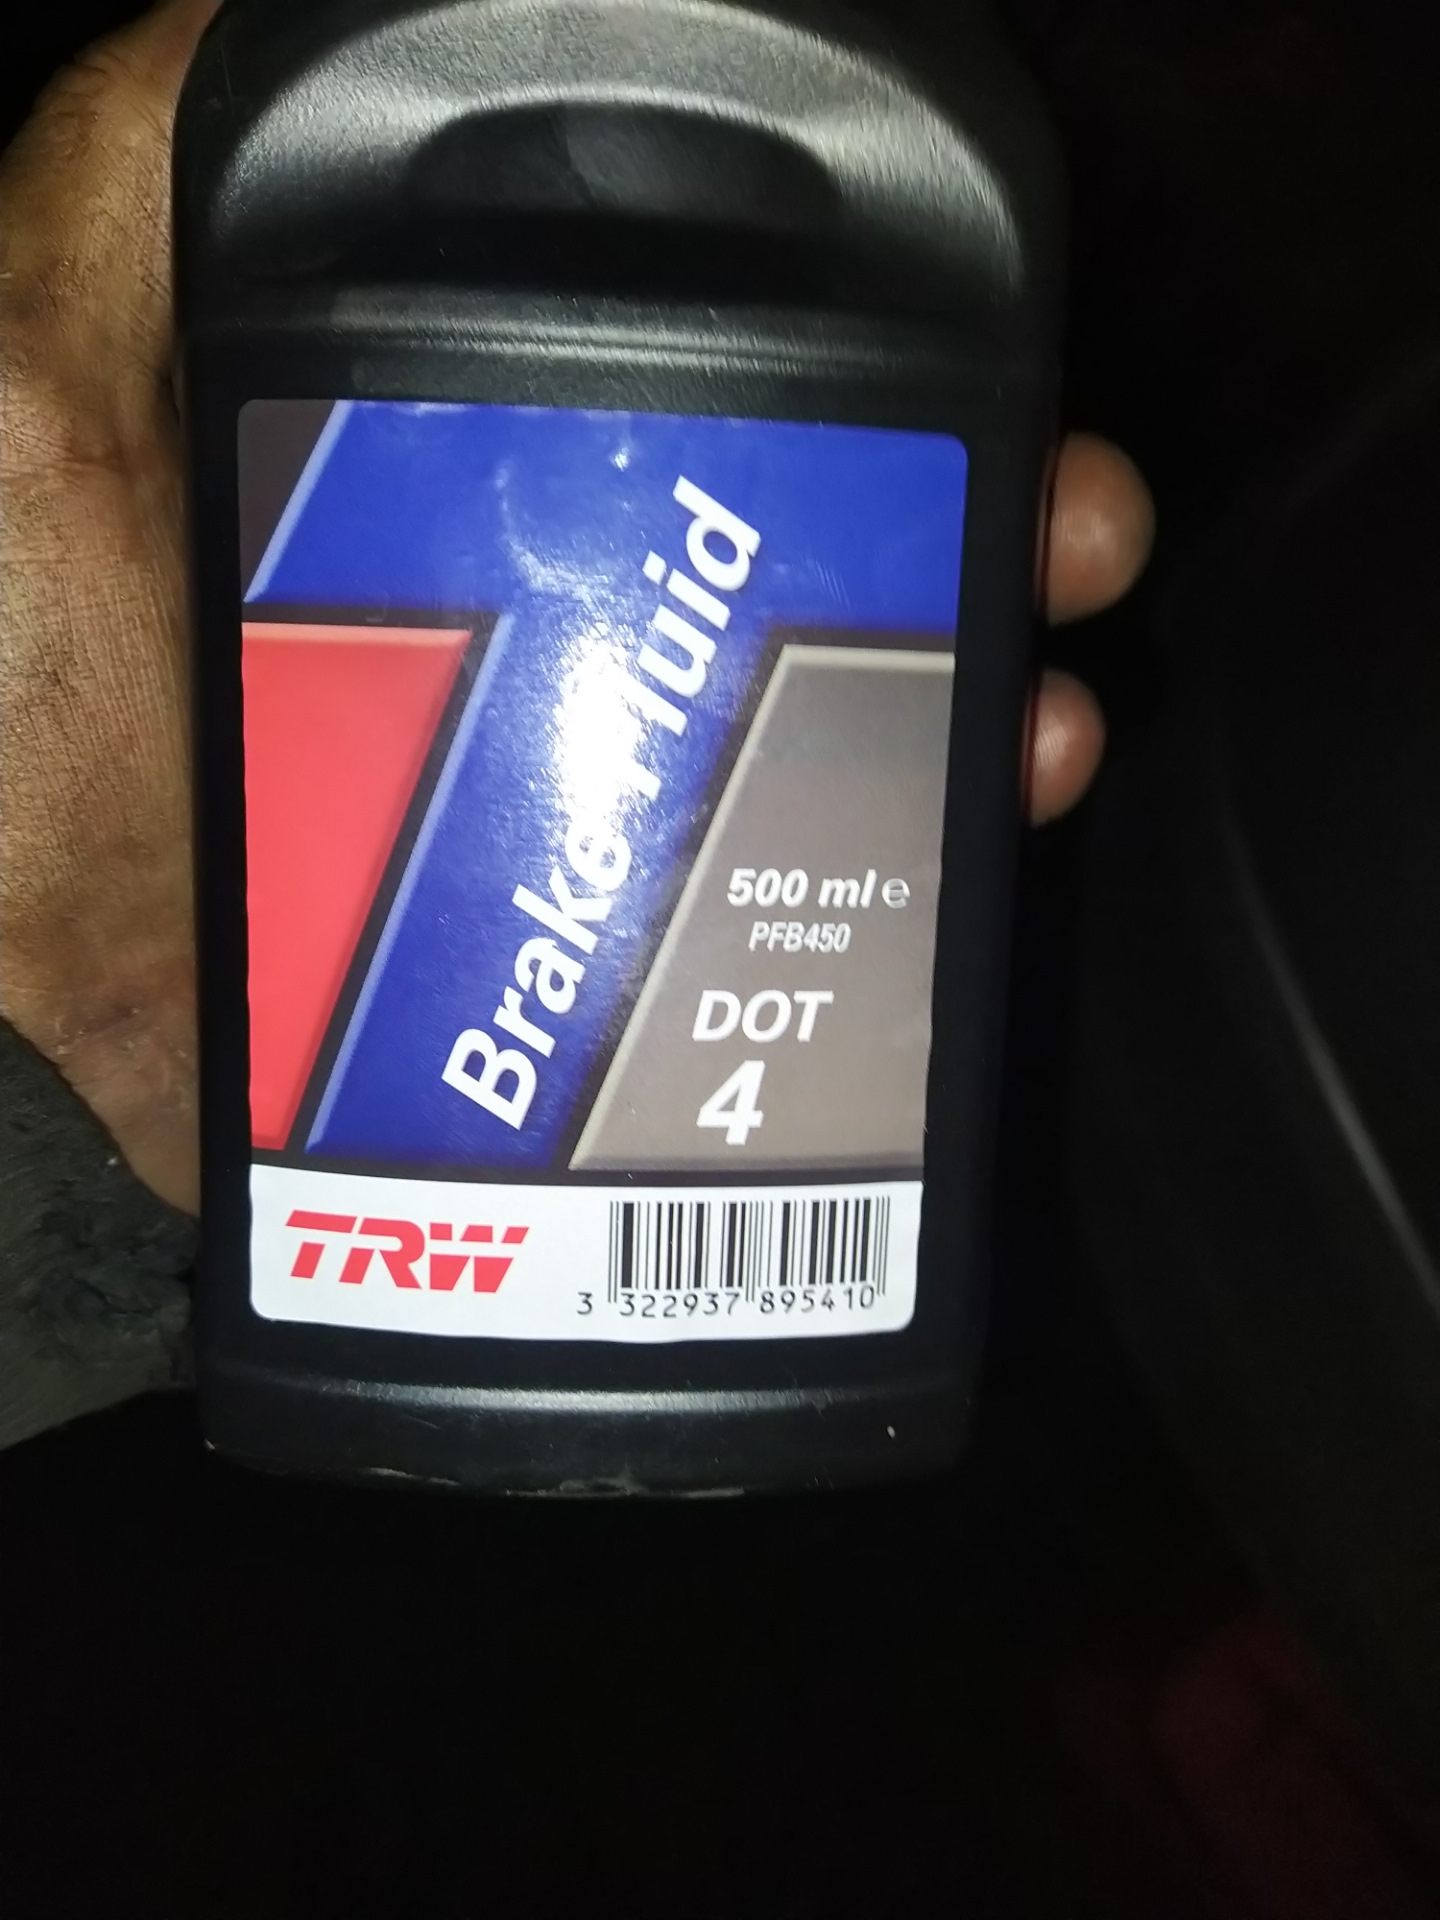 Brake Fluid
500 ml e
PFB450
DOT
4
TRW
3 322937 895410